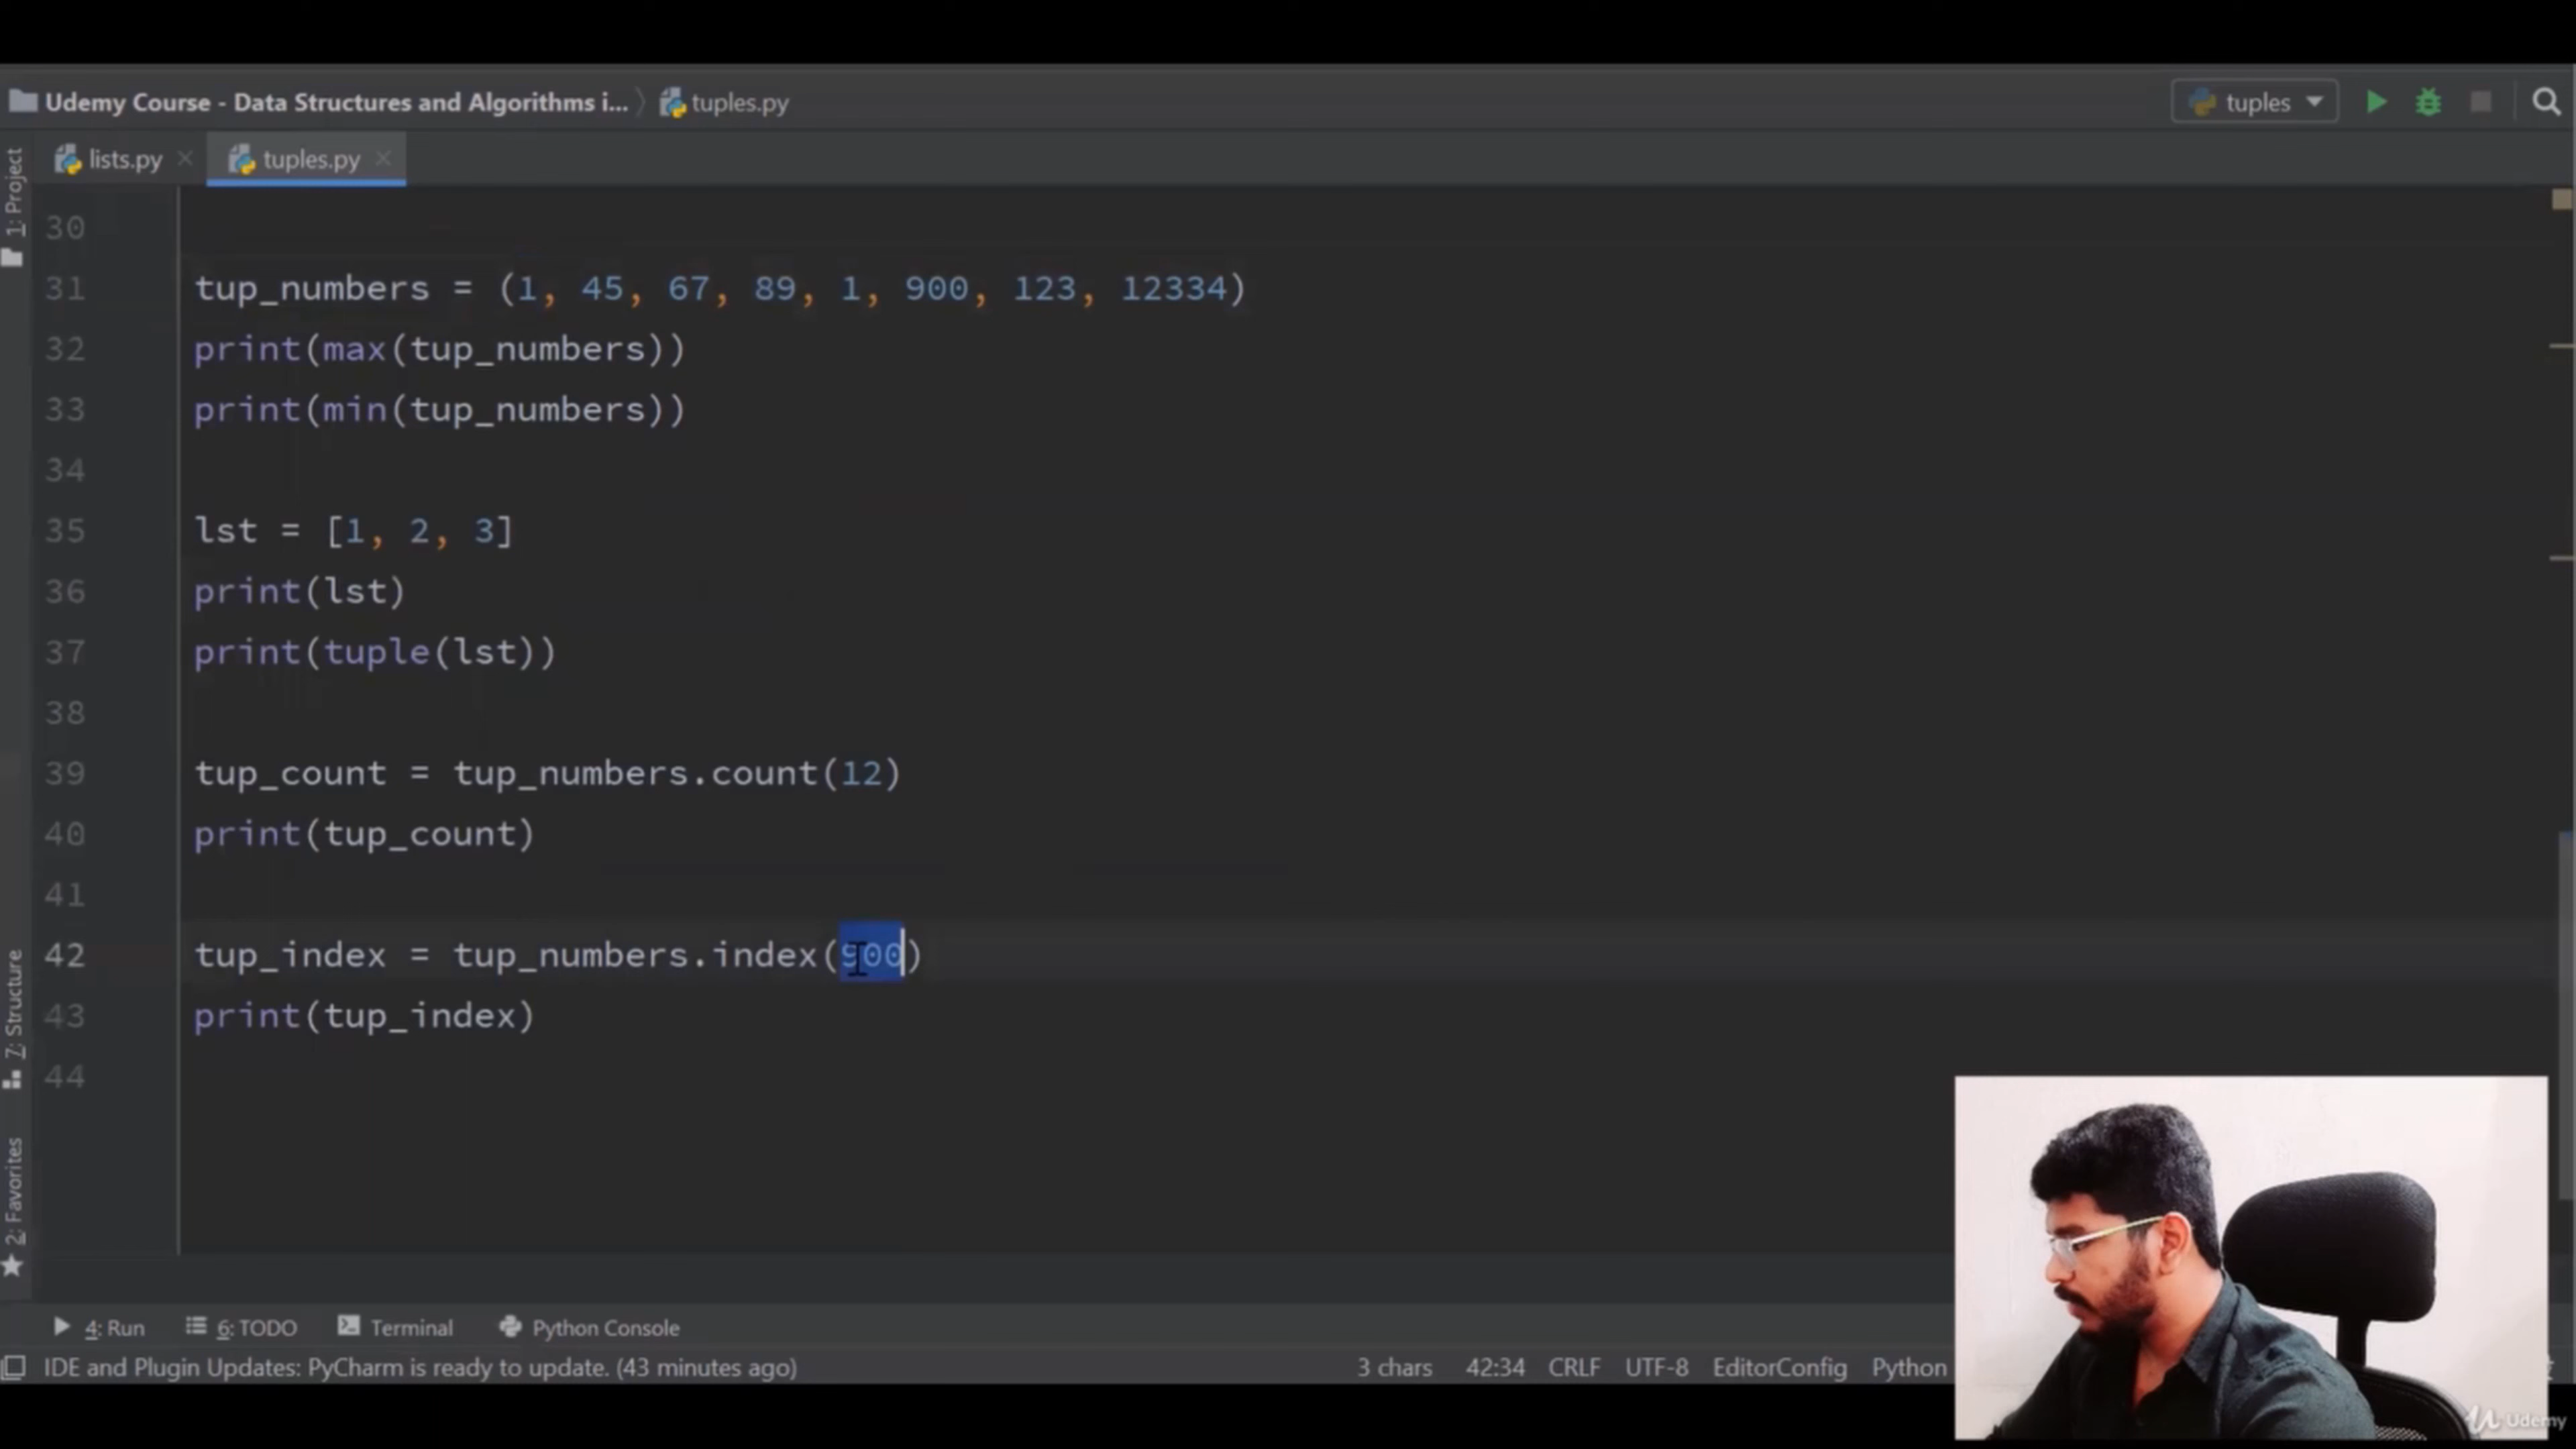 Udemy Course - Data Structures and Algorithms i... tuples.py tuples
lists.py tuples.py
1: Project
30
31 tup_numbers = (1, 45, 67, 89, 1, 900, 123, 12334)
32 print(max(tup_numbers))
33 print(min(tup_numbers))
34
35 lst = [1, 2, 3]
36 print(lst)
37 print(tuple(lst))
38
39 tup_count = tup_numbers.count(12)
40 print(tup_count)
41
42 tup_index = tup_numbers.index(900)
43 print(tup_index)
44
7: Structure
2: Favorites
4: Run 6: TODO Terminal Python Console
IDE and Plugin Updates: PyCharm is ready to update. (43 minutes ago) 3 chars 42:34 CRLF UTF-8 EditorConfig Python
Udemy